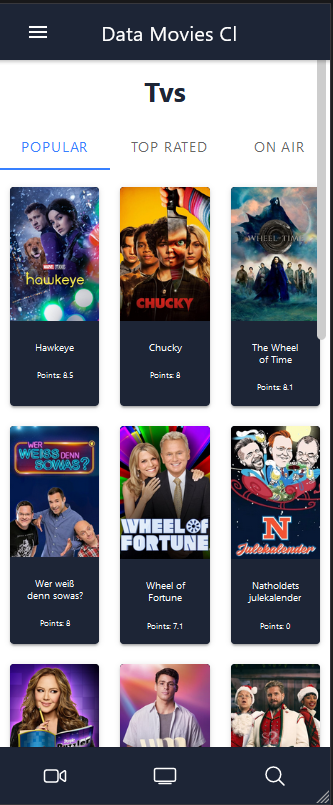 Data Movies Cl
Tvs
POPULAR
TOP RATED
ON AIR
MARVEL STUDIOS
hawkeye
CHUCKY
THE WHEEL OF TIME
Hawkeye
Points: 8.5
Chucky
Points: 8
The Wheel
of Time
Points: 8.1
WER
WEISS DENN
SOWAS?
WHEEL OF
FORTUNE
N
Julekalender
Wer weiß
denn sowas?
Points: 8
Wheel of
Fortune
Points: 7.1
Natholdets
julekalender
Points: 0